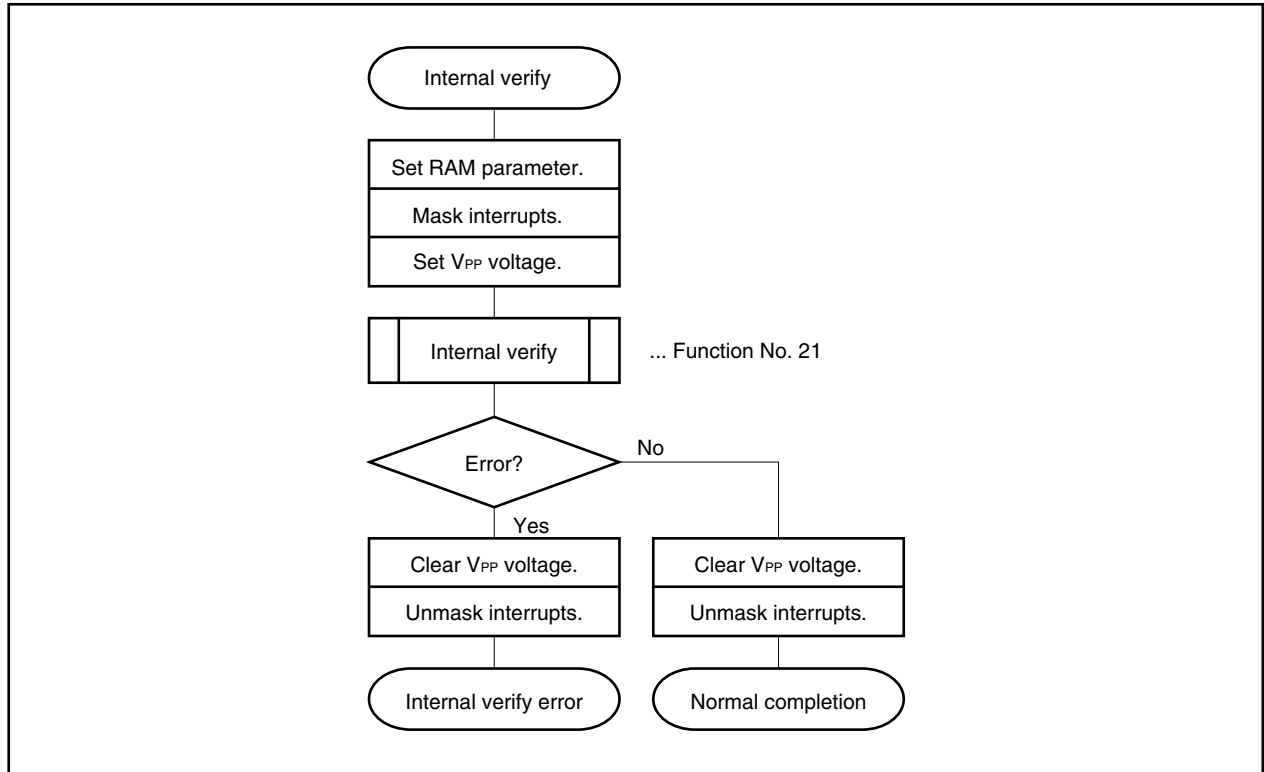 Internal verify
Set RAM parameter.
Mask interrupts.
Set VPP voltage.
Internal verify
... Function No. 21
Error?
No
Yes
Clear VPP voltage.
Unmask interrupts.
Internal verify error
Clear VPP voltage.
Unmask interrupts.
Normal completion